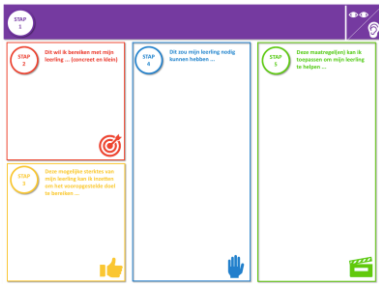 STAP
1
STAP
2
Dit wil ik bereiken met mijn
leerling ... (concreet en klein)
STAP
3
Deze mogelijke sterktes van
mijn leerling kan ik inzetten
om het vooropgestelde doel
te bereiken ...
STAP
4
Dit zou mijn leerling nodig
kunnen hebben ...
STAP
5
Deze maatregel(en) kan ik
toepassen om mijn leerling
te helpen ...